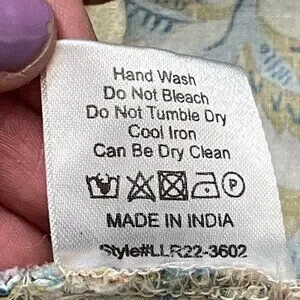 Hand Wash
Do Not Bleach
Do Not Tumble Dry
Cool Iron
Can Be Dry Clean
P
MADE IN INDIA
Style#LLR22-3602